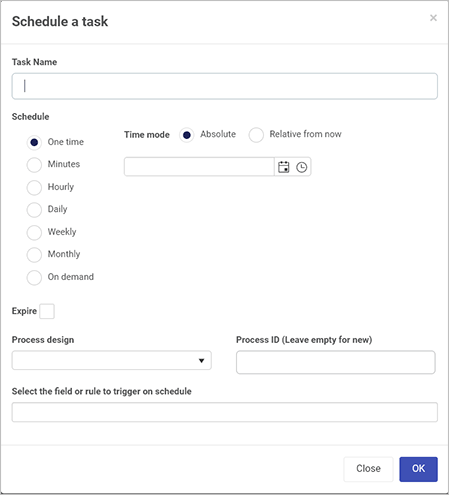 Schedule a task
×
Task Name
Schedule
One time
Time mode Absolute Relative from now
Minutes
Hourly
Daily
Weekly
Monthly
On demand
Expire
Process design
Process ID (Leave empty for new)
Select the field or rule to trigger on schedule
Close OK